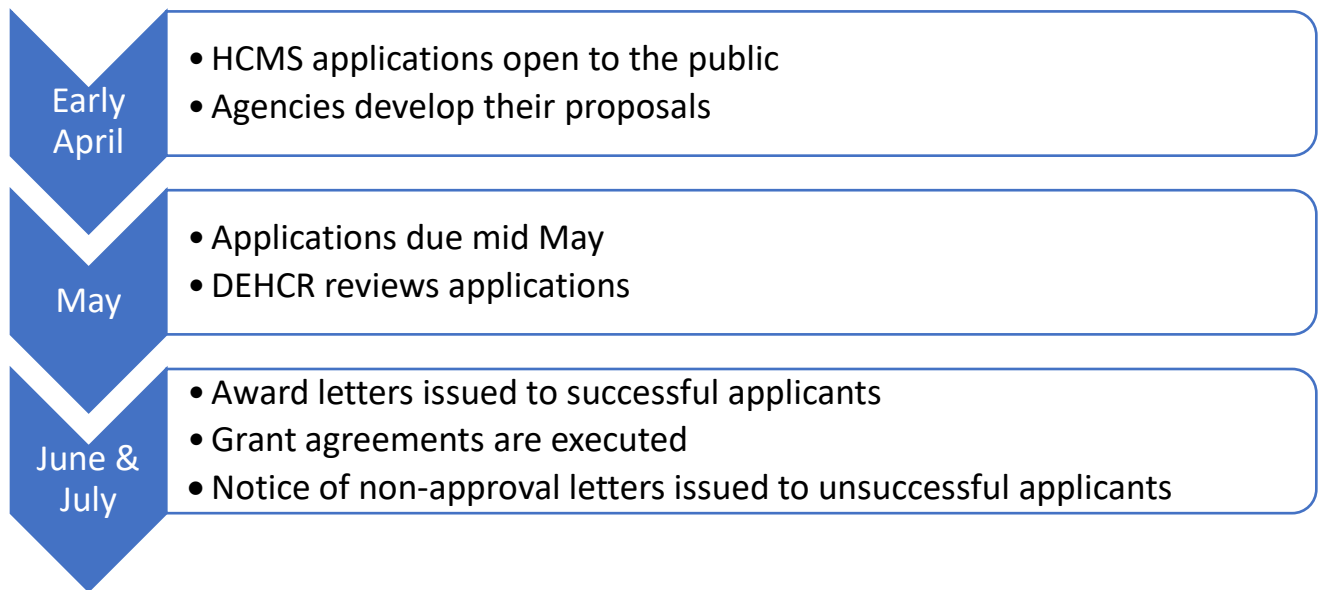 Early
April
• HCMS applications open to the public
• Agencies develop their proposals
May
• Applications due mid May
• DEHCR reviews applications
June &
July
• Award letters issued to successful applicants
• Grant agreements are executed
• Notice of non-approval letters issued to unsuccessful applicants